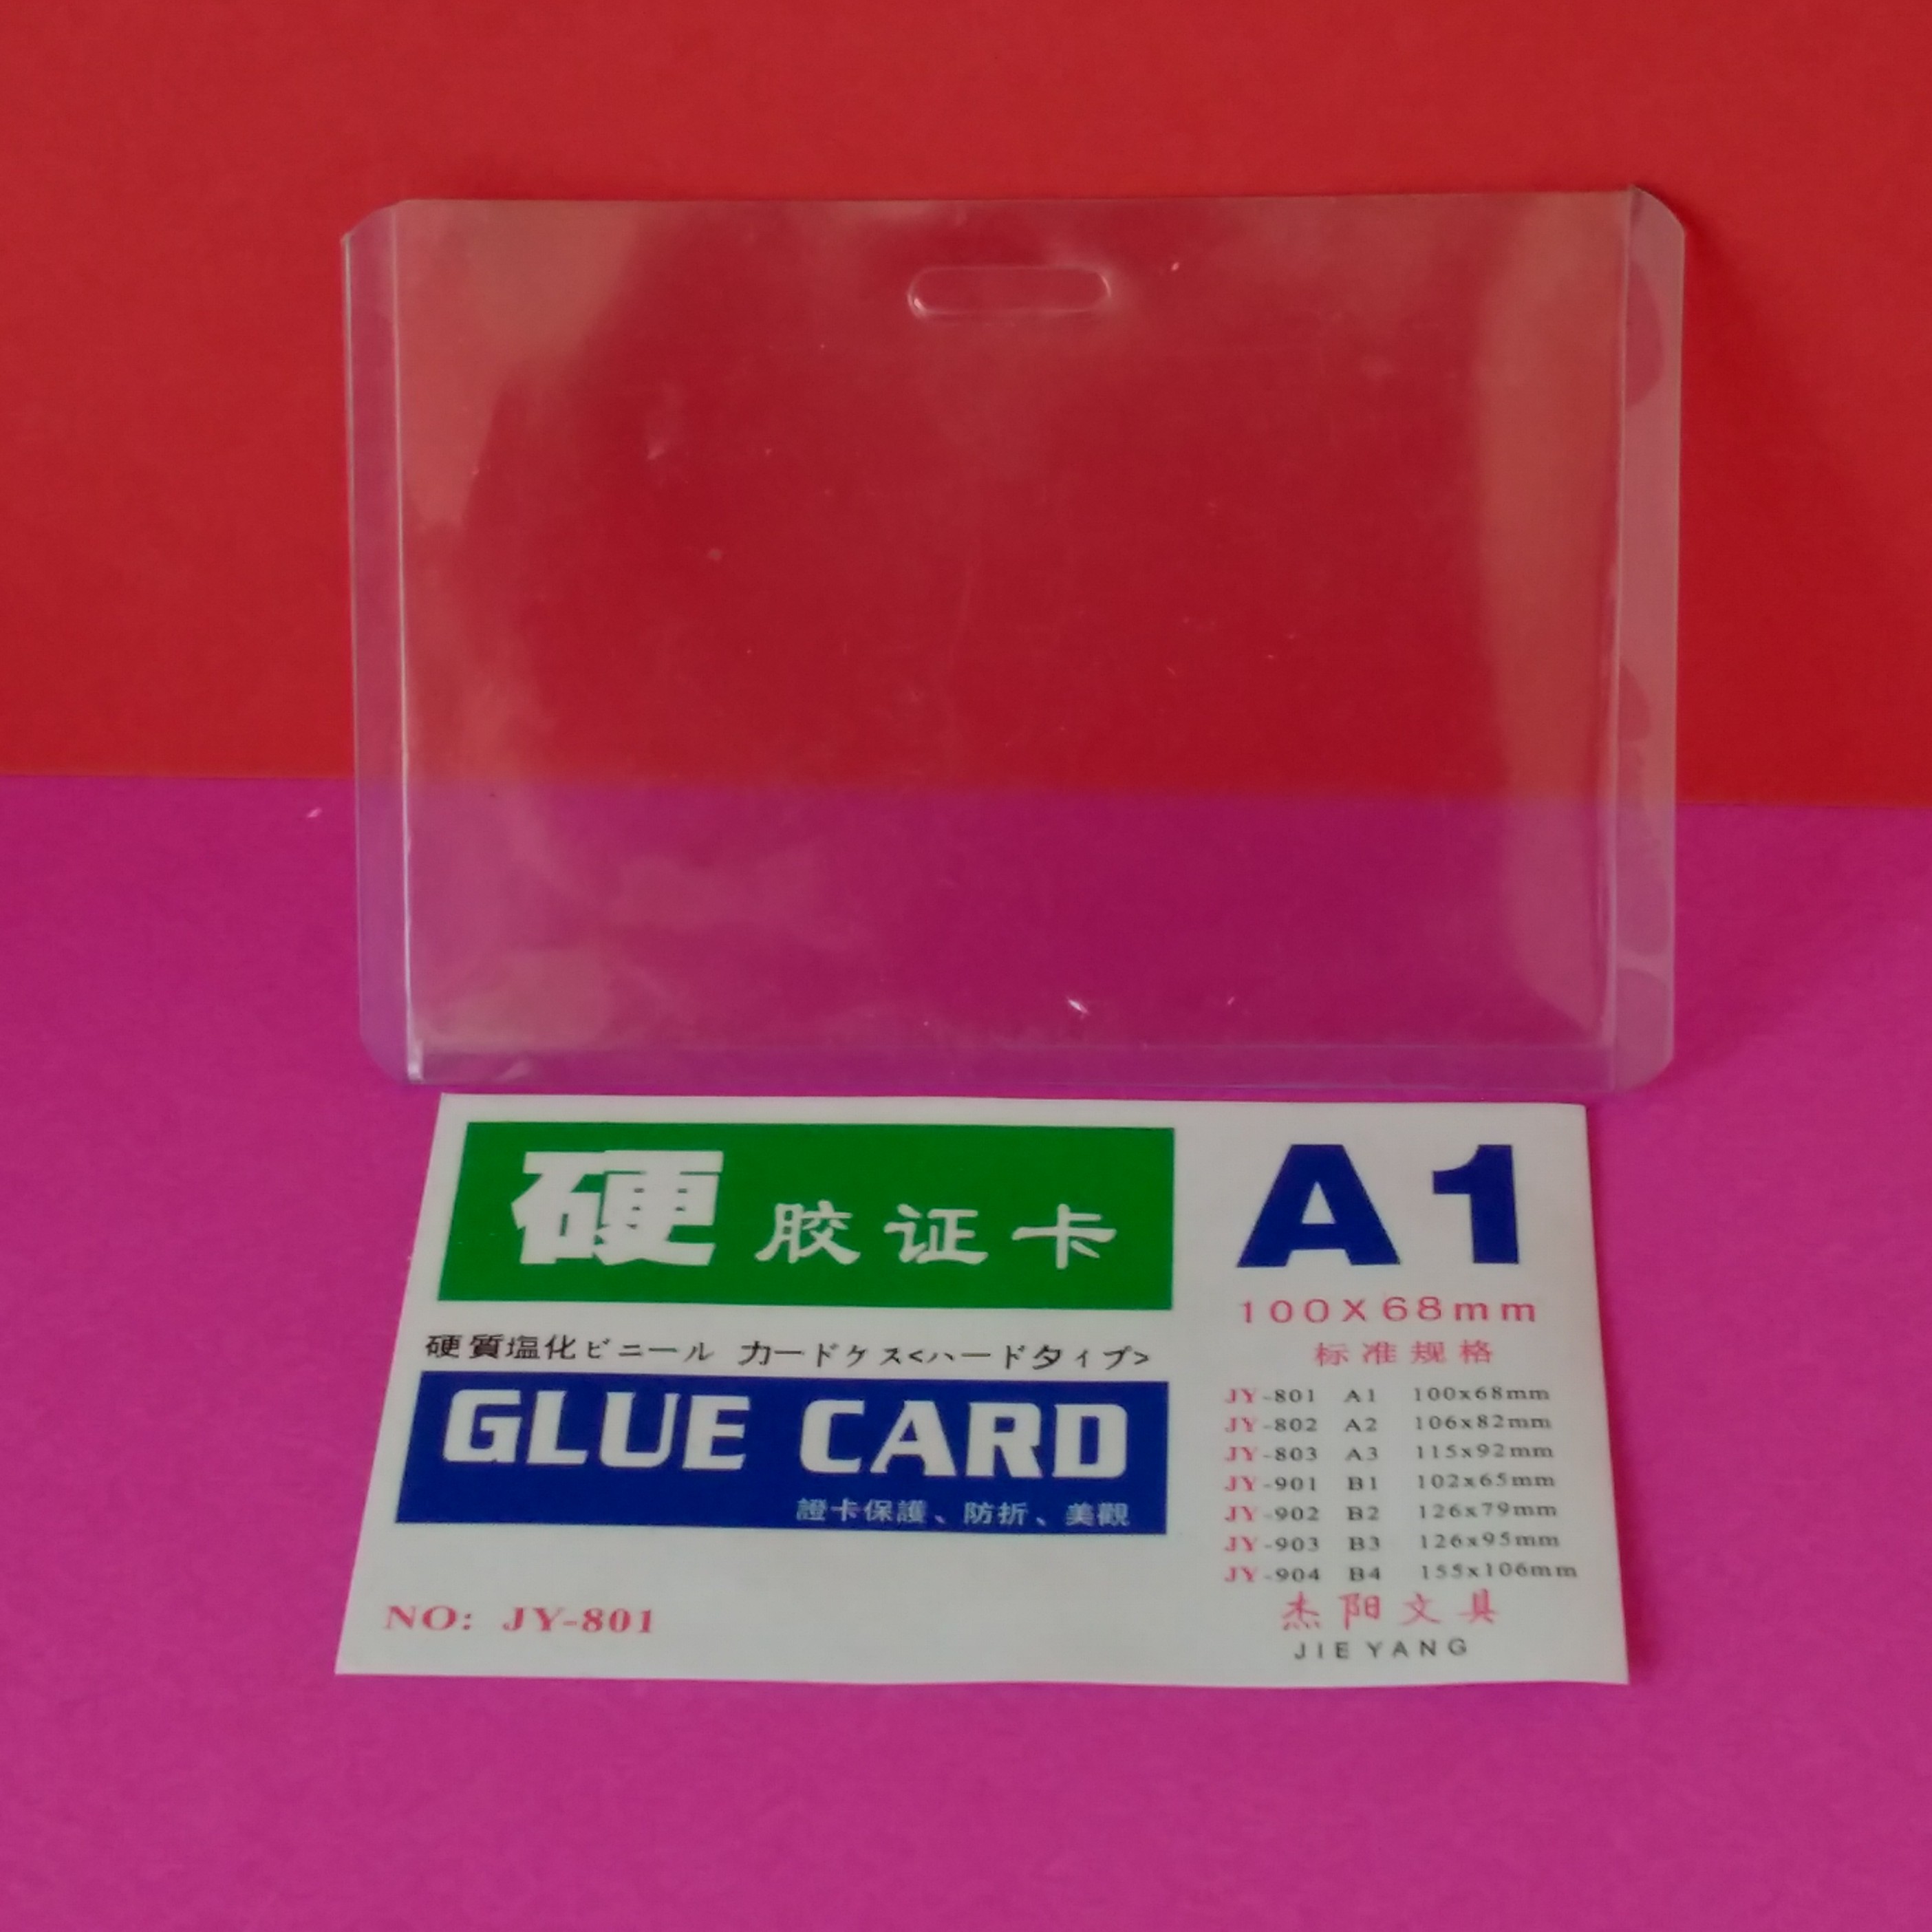 硬胶证卡
硬質塩化ビニール カードケス<ハードタィプ>
GLUE CARD
證卡保護、防折、美觀
NO: JY-801
A1
100X68mm
标准规格
JY-801 A1 100x68mm
JY-802 A2 106x82mm
JY-803 A3 115x92mm
JY-901 B1 102x65mm
JY-902 B2 126x79mm
JY-903 B3 126x95mm
JY-904 B4 155x106mm
杰阳文具
JIEYANG